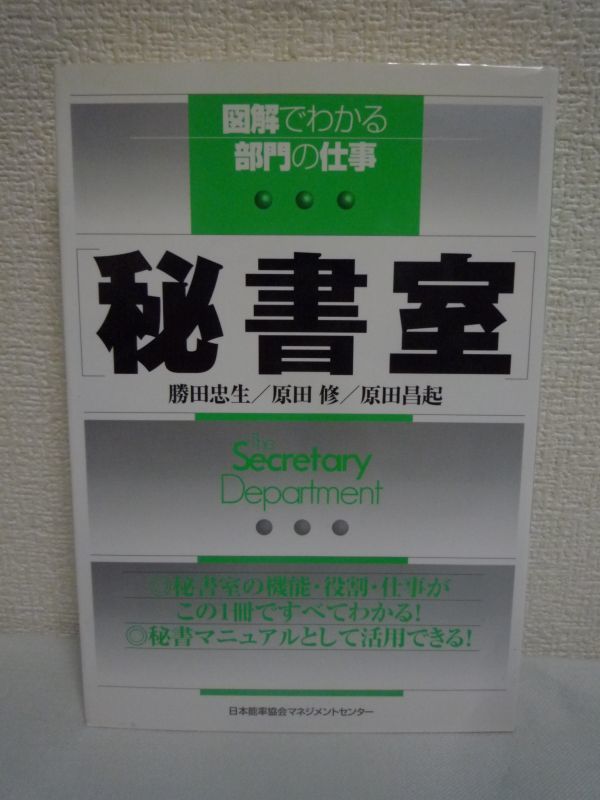 図解でわかる
部門の仕事
[秘書室]
勝田忠生／原田 修／原田昌起
The
Secretary
Department
◎秘書室の機能・役割・仕事が
この1冊ですべてわかる!
◎秘書マニュアルとして活用できる!
日本能率協会マネジメントセンター